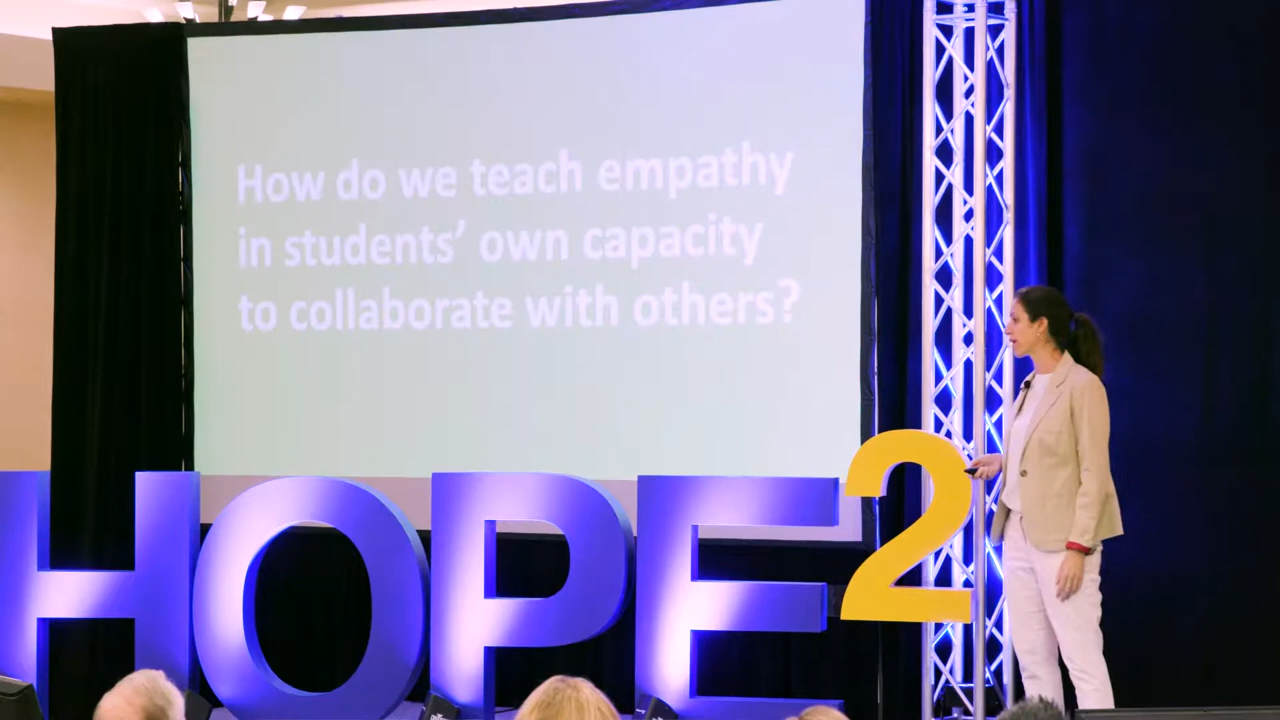 How do we teach empathy
in students’ own capacity
to collaborate with others?
HOPE2